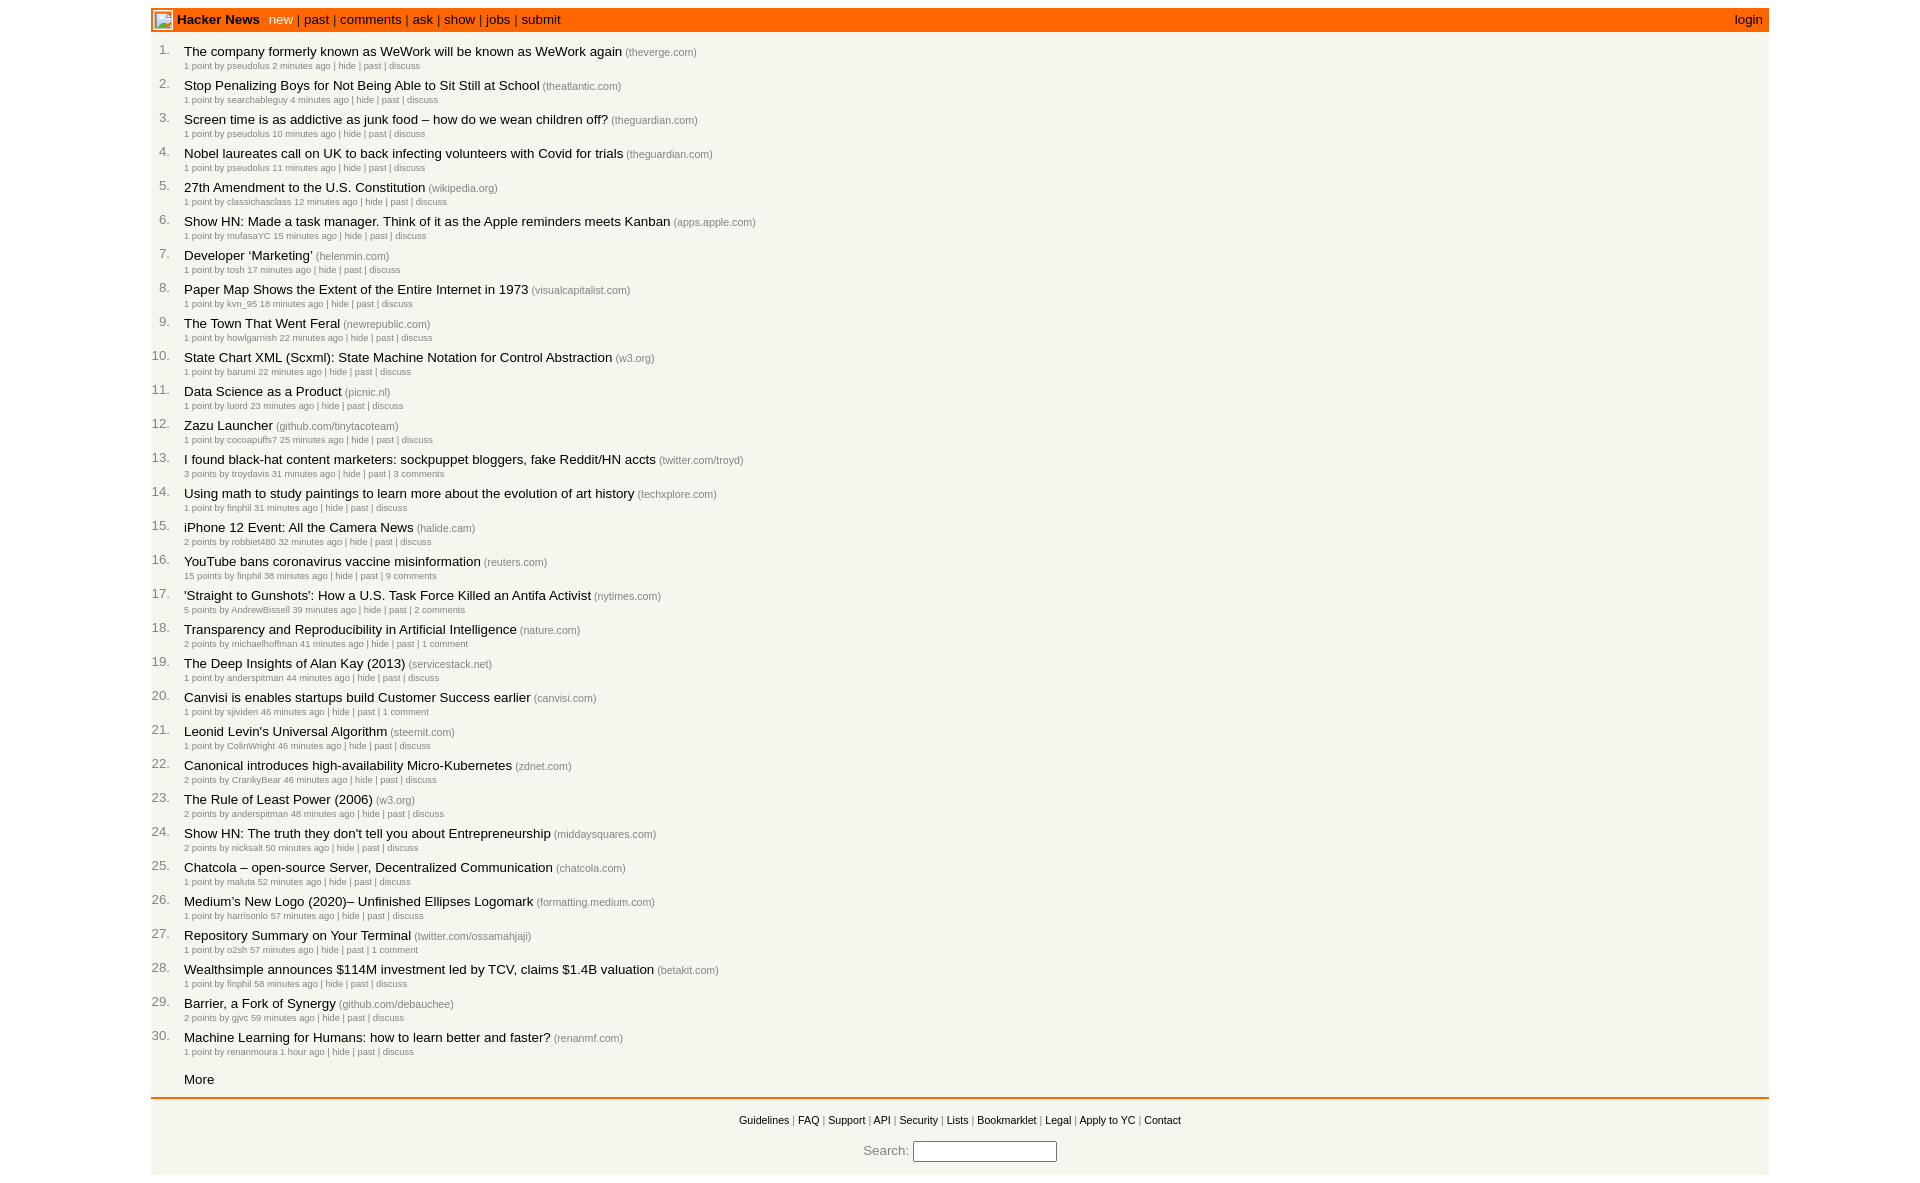 Hacker News new | past | comments | ask | show | jobs | submit login
1. The company formerly known as WeWork will be known as WeWork again (theverge.com)
1 point by pseudolus 2 minutes ago | hide | past | discuss
2. Stop Penalizing Boys for Not Being Able to Sit Still at School (theatlantic.com)
1 point by searchableguy 4 minutes ago | hide | past | discuss
3. Screen time is as addictive as junk food – how do we wean children off? (theguardian.com)
1 point by pseudolus 10 minutes ago | hide | past | discuss
4. Nobel laureates call on UK to back infecting volunteers with Covid for trials (theguardian.com)
1 point by pseudolus 11 minutes ago | hide | past | discuss
5. 27th Amendment to the U.S. Constitution (wikipedia.org)
1 point by classichasclass 12 minutes ago | hide | past | discuss
6. Show HN: Made a task manager. Think of it as the Apple reminders meets Kanban (apps.apple.com)
1 point by mufasaYC 15 minutes ago | hide | past | discuss
7. Developer ‘Marketing’ (helenmin.com)
1 point by tosh 17 minutes ago | hide | past | discuss
8. Paper Map Shows the Extent of the Entire Internet in 1973 (visualcapitalist.com)
1 point by kvn_95 18 minutes ago | hide | past | discuss
9. The Town That Went Feral (newrepublic.com)
1 point by howlgarnish 22 minutes ago | hide | past | discuss
10. State Chart XML (Scxml): State Machine Notation for Control Abstraction (w3.org)
1 point by barumi 22 minutes ago | hide | past | discuss
11. Data Science as a Product (picnic.nl)
1 point by luord 23 minutes ago | hide | past | discuss
12. Zazu Launcher (github.com/tinytacoteam)
1 point by cocoapuffs7 25 minutes ago | hide | past | discuss
13. I found black-hat content marketers: sockpuppet bloggers, fake Reddit/HN accts (twitter.com/troyd)
3 points by troydavis 31 minutes ago | hide | past | 3 comments
14. Using math to study paintings to learn more about the evolution of art history (techxplore.com)
1 point by finphil 31 minutes ago | hide | past | discuss
15. iPhone 12 Event: All the Camera News (halide.cam)
2 points by robbiet480 32 minutes ago | hide | past | discuss
16. YouTube bans coronavirus vaccine misinformation (reuters.com)
15 points by finphil 38 minutes ago | hide | past | 9 comments
17. 'Straight to Gunshots': How a U.S. Task Force Killed an Antifa Activist (nytimes.com)
5 points by AndrewBissell 39 minutes ago | hide | past | 2 comments
18. Transparency and Reproducibility in Artificial Intelligence (nature.com)
2 points by michaelhoffman 41 minutes ago | hide | past | 1 comment
19. The Deep Insights of Alan Kay (2013) (servicestack.net)
1 point by anderspitman 44 minutes ago | hide | past | discuss
20. Canvisi is enables startups build Customer Success earlier (canvisi.com)
1 point by sjividen 46 minutes ago | hide | past | 1 comment
21. Leonid Levin's Universal Algorithm (steemit.com)
1 point by ColinWright 46 minutes ago | hide | past | discuss
22. Canonical introduces high-availability Micro-Kubernetes (zdnet.com)
2 points by CrankyBear 46 minutes ago | hide | past | discuss
23. The Rule of Least Power (2006) (w3.org)
2 points by anderspitman 48 minutes ago | hide | past | discuss
24. Show HN: The truth they don't tell you about Entrepreneurship (middaysquares.com)
2 points by nicksalt 50 minutes ago | hide | past | discuss
25. Chatcola – open-source Server, Decentralized Communication (chatcola.com)
1 point by maluta 52 minutes ago | hide | past | discuss
26. Medium’s New Logo (2020)– Unfinished Ellipses Logomark (formatting.medium.com)
1 point by harrisonlo 57 minutes ago | hide | past | discuss
27. Repository Summary on Your Terminal (twitter.com/ossamahjaji)
1 point by o2sh 57 minutes ago | hide | past | 1 comment
28. Wealthsimple announces $114M investment led by TCV, claims $1.4B valuation (betakit.com)
1 point by finphil 58 minutes ago | hide | past | discuss
29. Barrier, a Fork of Synergy (github.com/debauchee)
2 points by gjvc 59 minutes ago | hide | past | discuss
30. Machine Learning for Humans: how to learn better and faster? (renanmf.com)
1 point by renanmoura 1 hour ago | hide | past | discuss
More
Guidelines | FAQ | Support | API | Security | Lists | Bookmarklet | Legal | Apply to YC | Contact
Search: